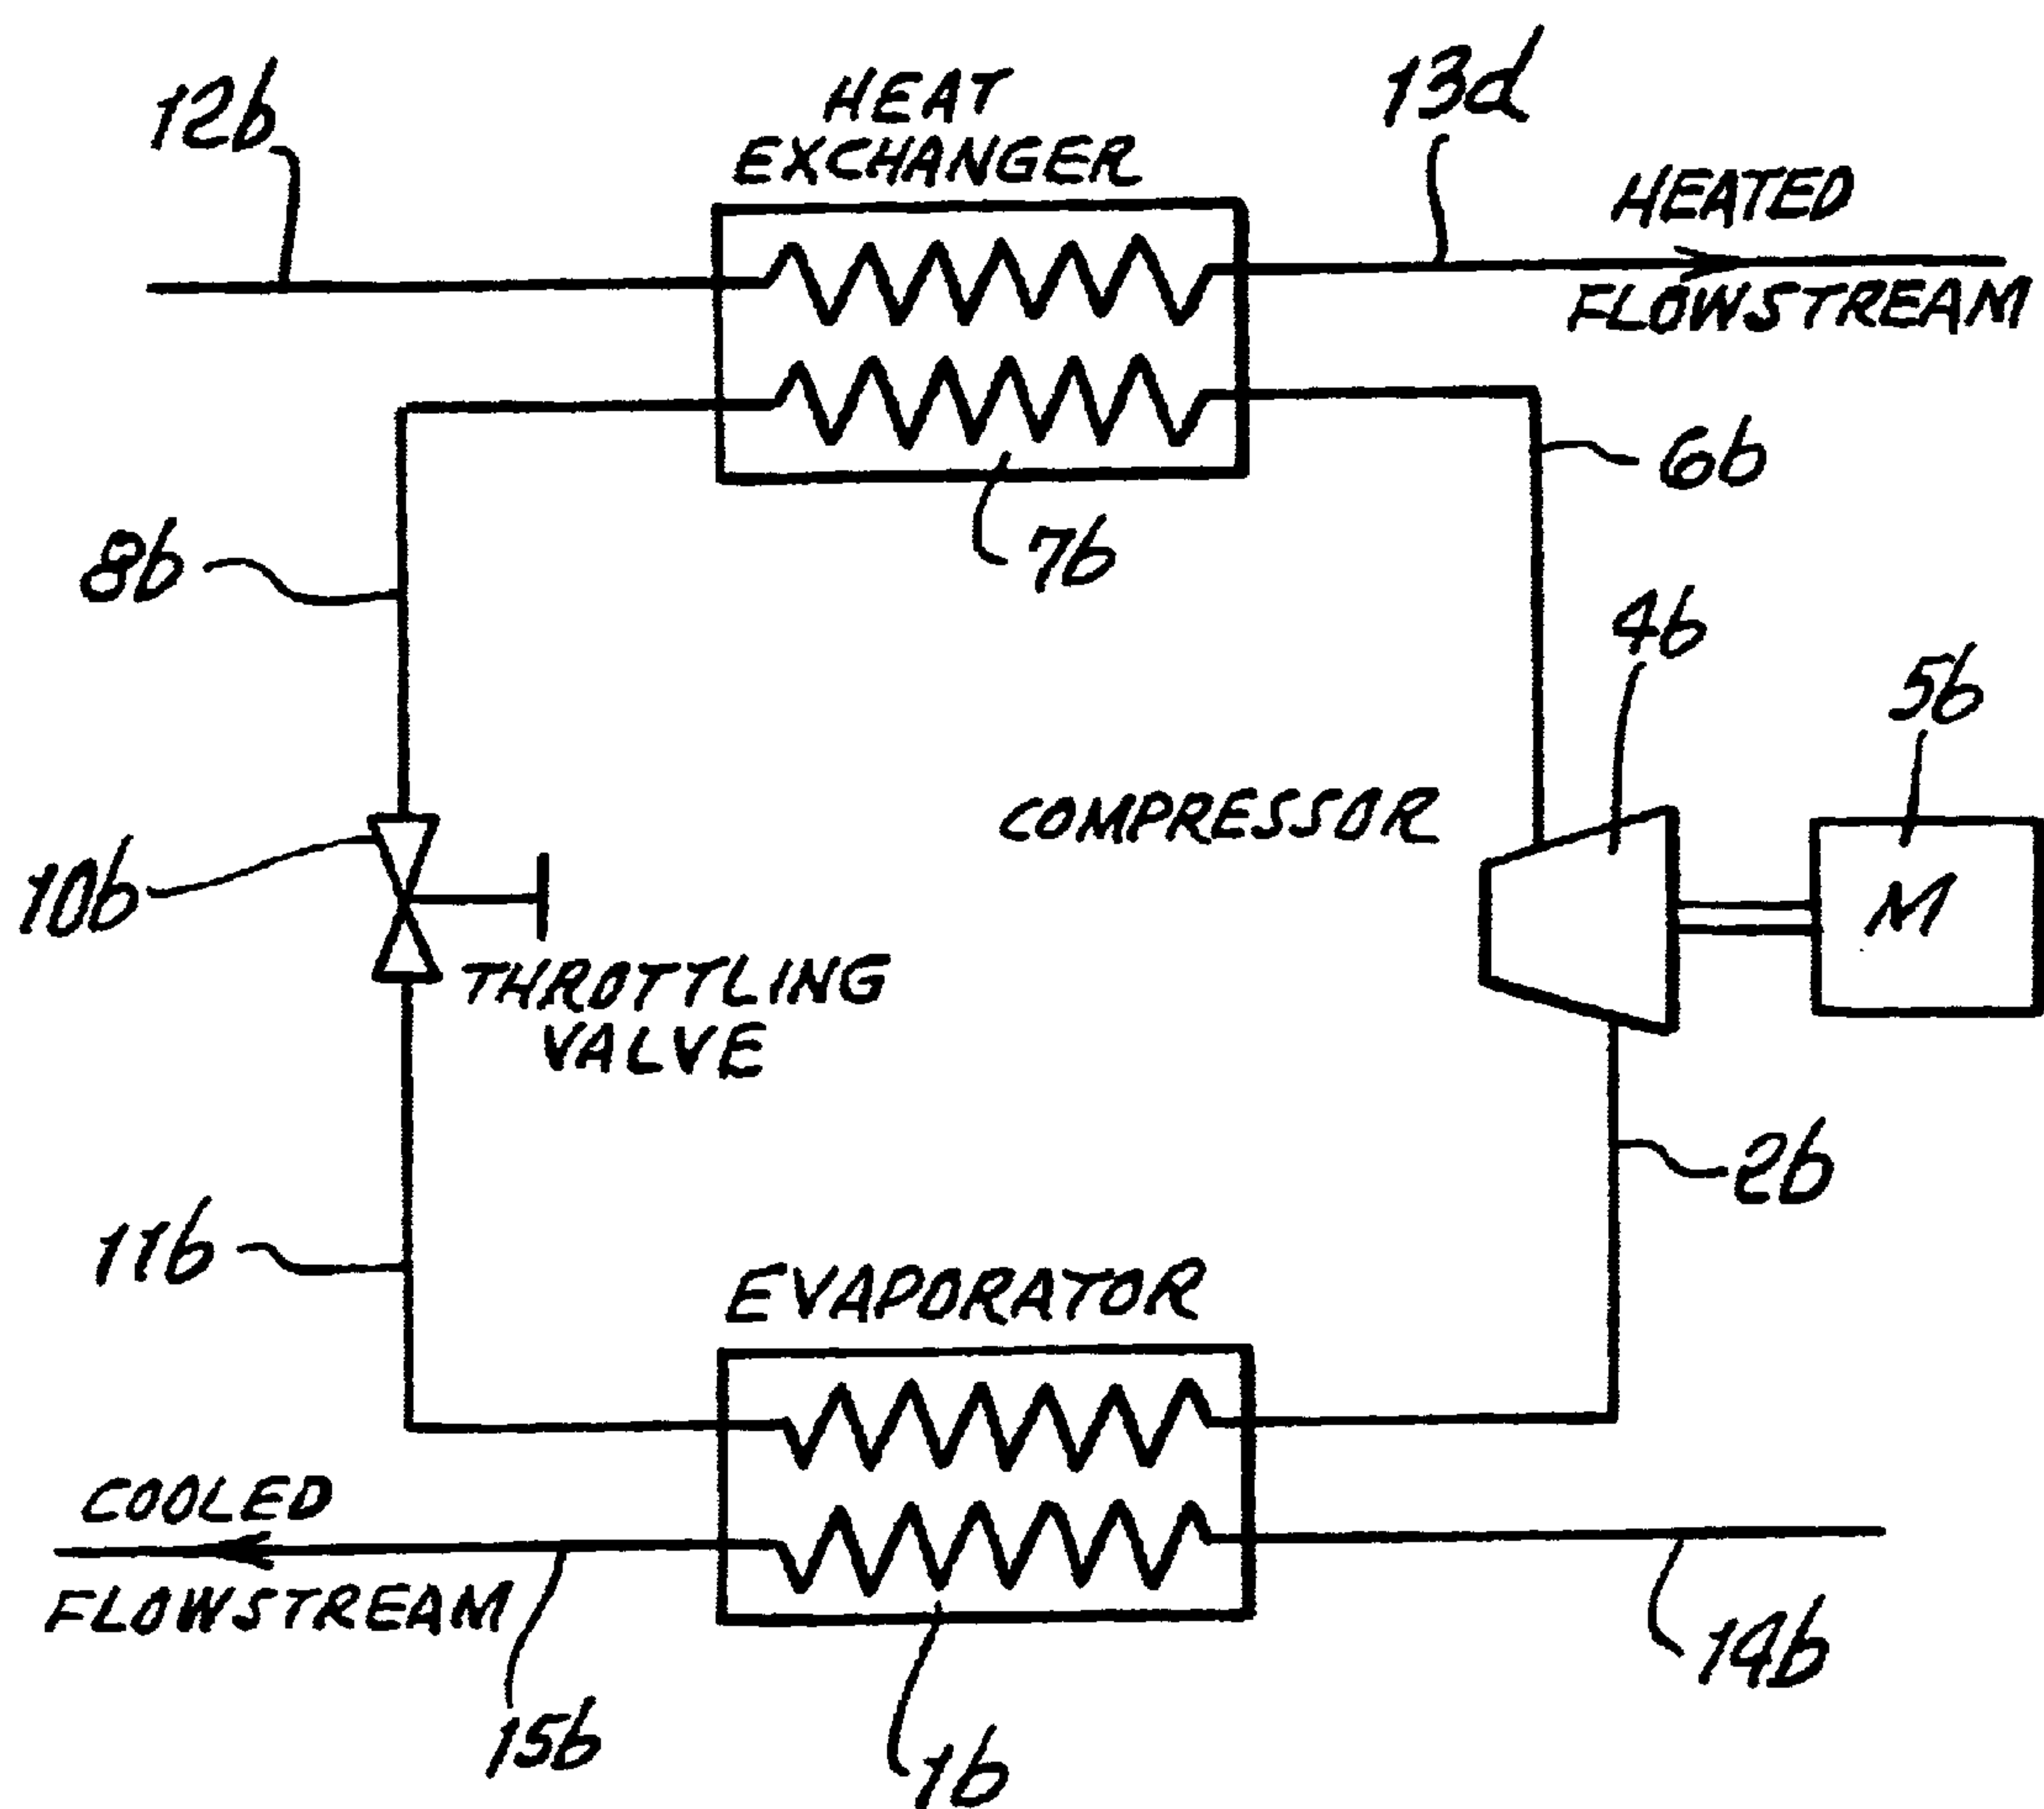 12b
HEAT
EXCHANGER
13d
HEATED
FLOWSTREAM
6b
7b
8b
4b
5b
COMPRESSOR
M
10b
THROTTLING
VALVE
2b
11b
EVAPORATOR
COOLED
FLOWSTREAM
14b
15b
1b